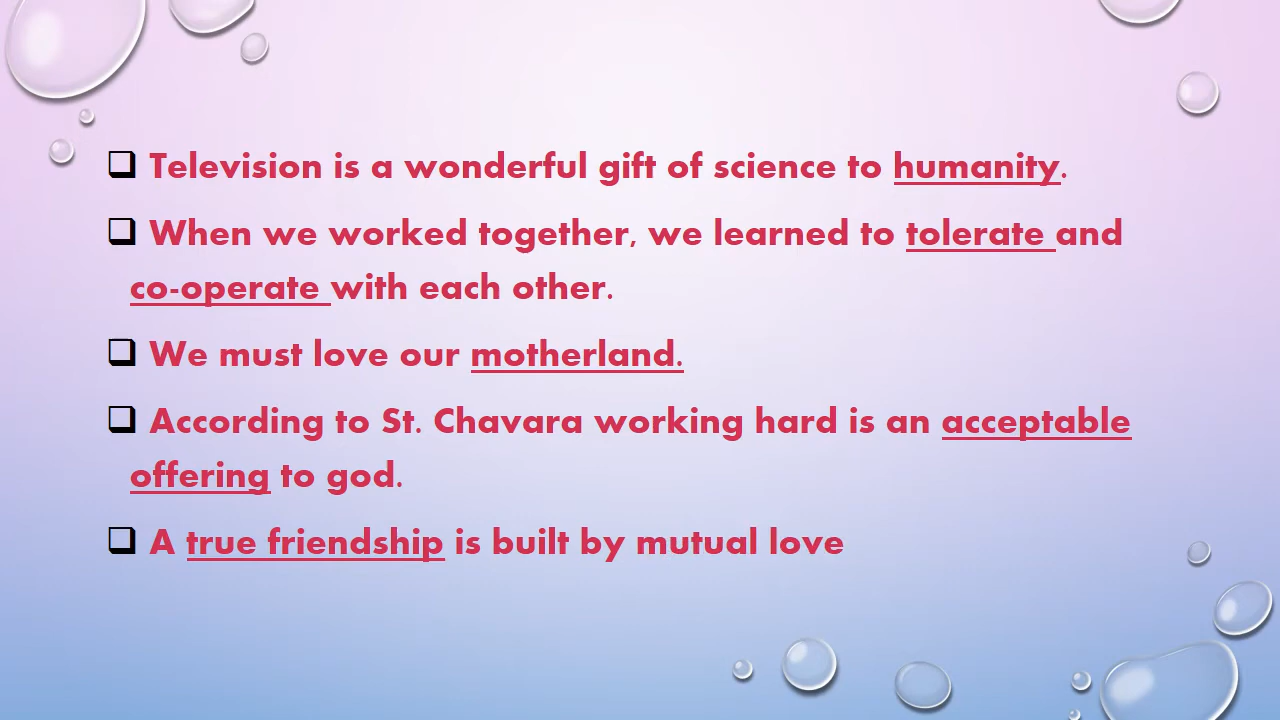 ❑ Television is a wonderful gift of science to humanity.
❑ When we worked together, we learned to tolerate and
co-operate with each other.
❑ We must love our motherland.
❑ According to St. Chavara working hard is an acceptable
offering to god.
❑ A true friendship is built by mutual love